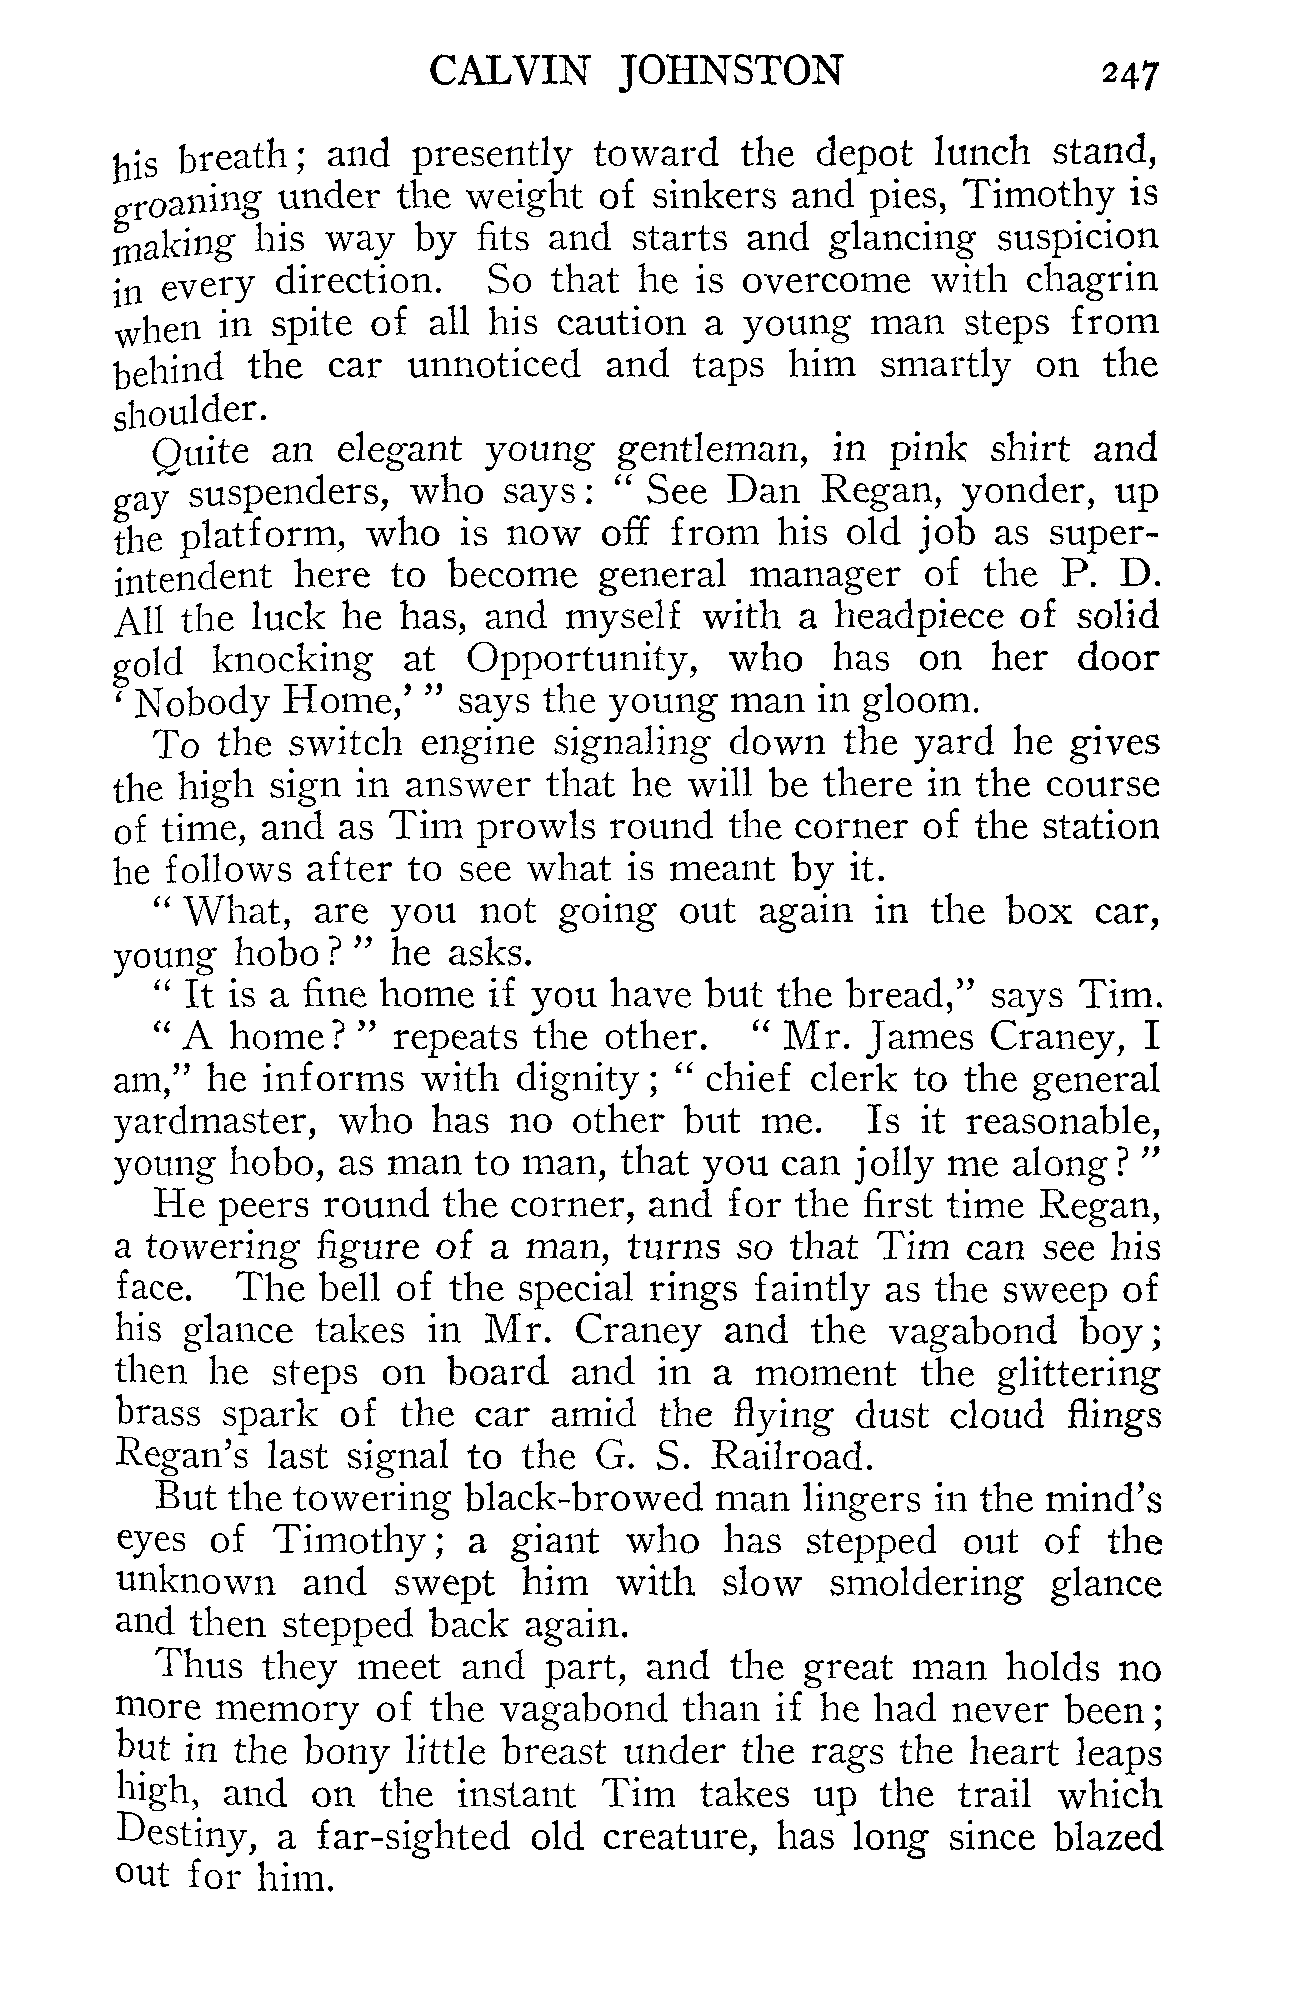 CALVIN JOHNSTON 247
his breath; and presently toward the depot lunch stand,
groaning under the weight of sinkers and pies, Timothy is
making his way by fits and starts and glancing suspicion
in every direction. So that he is overcome with chagrin
when in spite of all his caution a young man steps from
behind the car unnoticed and taps him smartly on the
shoulder.
Quite an elegant young gentleman, in pink shirt and
gay suspenders, who says: “ See Dan Regan, yonder, up
the platform, who is now off from his old job as super-
intendent here to become general manager of the P. D.
All the luck he has, and myself with a headpiece of solid
gold knocking at Opportunity, who has on her door
‘ Nobody Home,’ ” says the young man in gloom.
To the switch engine signaling down the yard he gives
the high sign in answer that he will be there in the course
of time, and as Tim prowls round the corner of the station
he follows after to see what is meant by it.
“ What, are you not going out again in the box car,
young hobo? ” he asks.
“ It is a fine home if you have but the bread,” says Tim.
“ A home? ” repeats the other. “ Mr. James Craney, I
am,” he informs with dignity; “ chief clerk to the general
yardmaster, who has no other but me. Is it reasonable,
young hobo, as man to man, that you can jolly me along? ”
He peers round the corner, and for the first time Regan,
a towering figure of a man, turns so that Tim can see his
face. The bell of the special rings faintly as the sweep of
his glance takes in Mr. Craney and the vagabond boy;
then he steps on board and in a moment the glittering
brass spark of the car amid the flying dust cloud flings
Regan’s last signal to the G. S. Railroad.
But the towering black-browed man lingers in the mind’s
eyes of Timothy; a giant who has stepped out of the
unknown and swept him with slow smoldering glance
and then stepped back again.
Thus they meet and part, and the great man holds no
more memory of the vagabond than if he had never been;
but in the bony little breast under the rags the heart leaps
high, and on the instant Tim takes up the trail which
Destiny, a far-sighted old creature, has long since blazed
out for him.